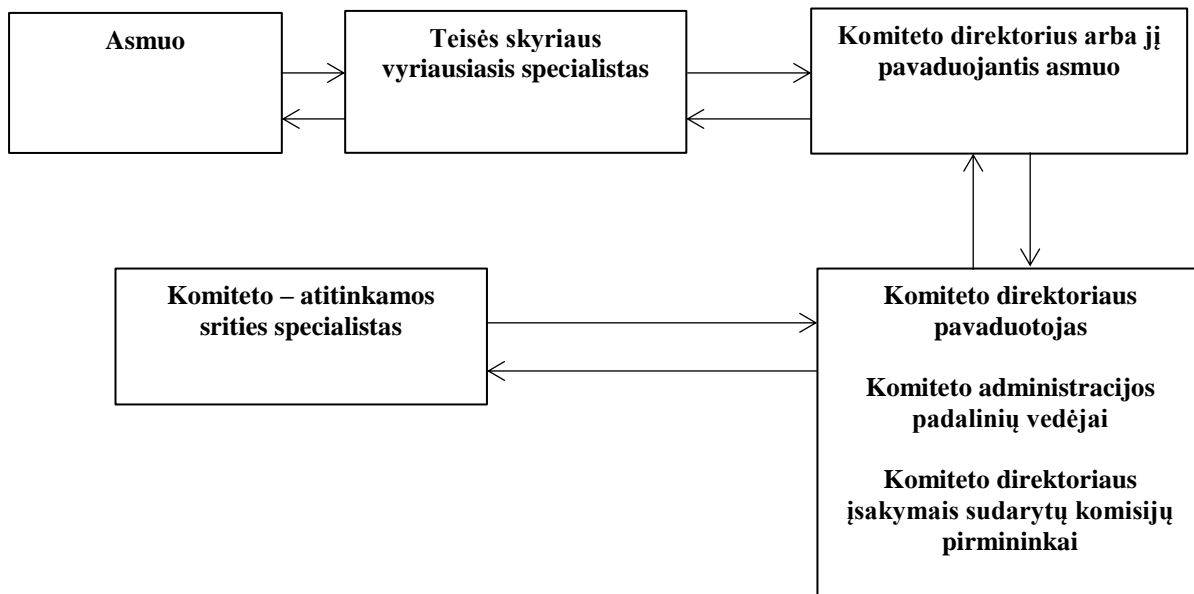 Asmuo
Teisės skyriaus
vyriausiasis specialistas
Komiteto direktorius arba jį
pavaduojantis asmuo
Komiteto – atitinkamos
srities specialistas
Komiteto direktoriaus
pavaduotojas
Komiteto administracijos
padalinių vedėjai
Komiteto direktoriaus
įsakymais sudarytų komisijų
pirmininkai